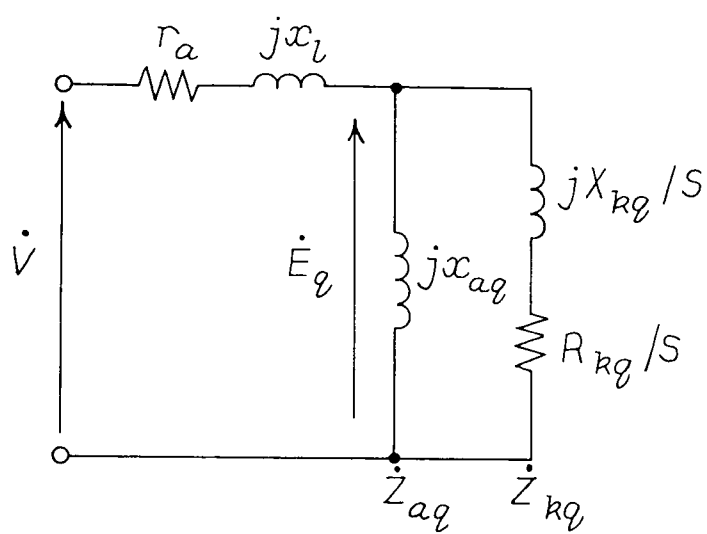 r_a
jx_l
jX_kq/S
V̇
Ė_q
jx_aq
R_kq/S
Ż_aq
Ż_kq